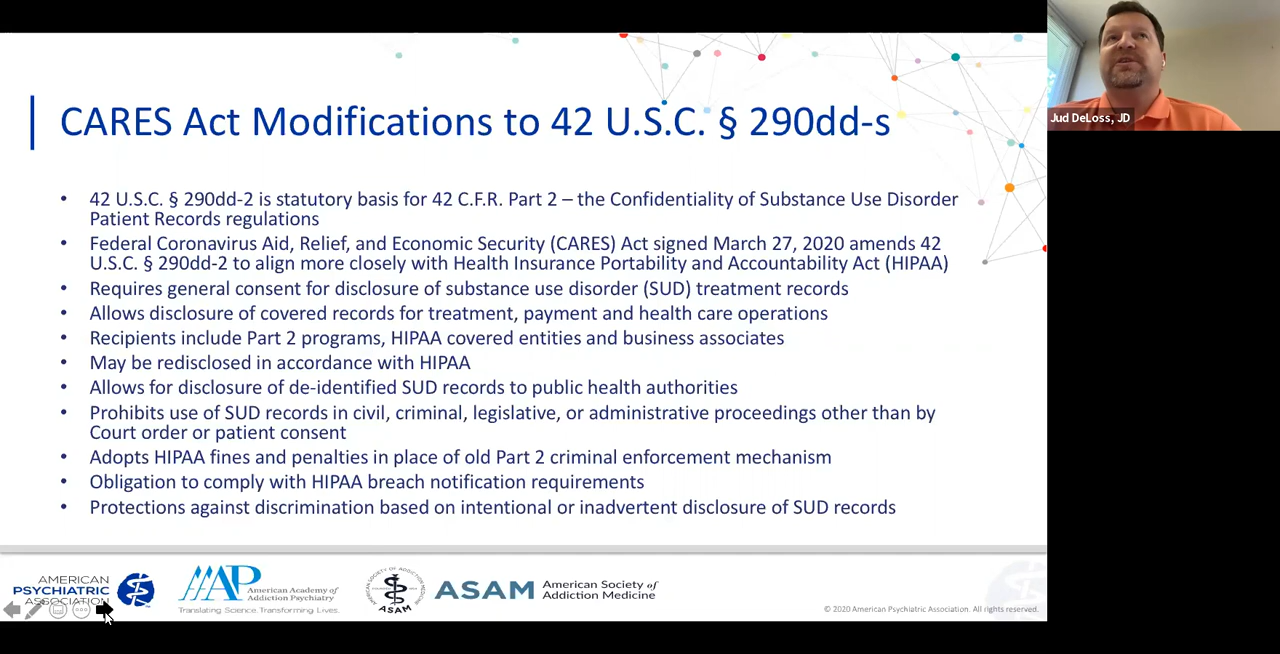 CARES Act Modifications to 42 U.S.C. § 290dd-s
• 42 U.S.C. § 290dd-2 is statutory basis for 42 C.F.R. Part 2 – the Confidentiality of Substance Use Disorder
Patient Records regulations
• Federal Coronavirus Aid, Relief, and Economic Security (CARES) Act signed March 27, 2020 amends 42
U.S.C. § 290dd-2 to align more closely with Health Insurance Portability and Accountability Act (HIPAA)
• Requires general consent for disclosure of substance use disorder (SUD) treatment records
• Allows disclosure of covered records for treatment, payment and health care operations
• Recipients include Part 2 programs, HIPAA covered entities and business associates
• May be redisclosed in accordance with HIPAA
• Allows for disclosure of de-identified SUD records to public health authorities
• Prohibits use of SUD records in civil, criminal, legislative, or administrative proceedings other than by
Court order or patient consent
• Adopts HIPAA fines and penalties in place of old Part 2 criminal enforcement mechanism
• Obligation to comply with HIPAA breach notification requirements
• Protections against discrimination based on intentional or inadvertent disclosure of SUD records
Jud DeLoss, JD
AMERICAN
PSYCHIATRIC
ASSOCIATION
AAAP
American Academy of
Addiction Psychiatry
Translating Science. Transforming Lives.
AMERICAN SOCIETY OF ADDICTION MEDICINE
ASAM
ASAM
American Society of
Addiction Medicine
© 2020 American Psychiatric Association. All rights reserved.